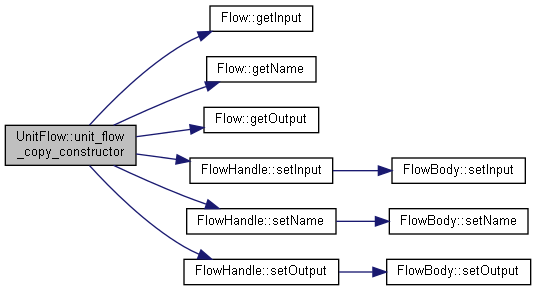 Flow::getInput
Flow::getName
UnitFlow::unit_flow
_copy_constructor
Flow::getOutput
FlowHandle::setInput
FlowBody::setInput
FlowHandle::setName
FlowBody::setName
FlowHandle::setOutput
FlowBody::setOutput